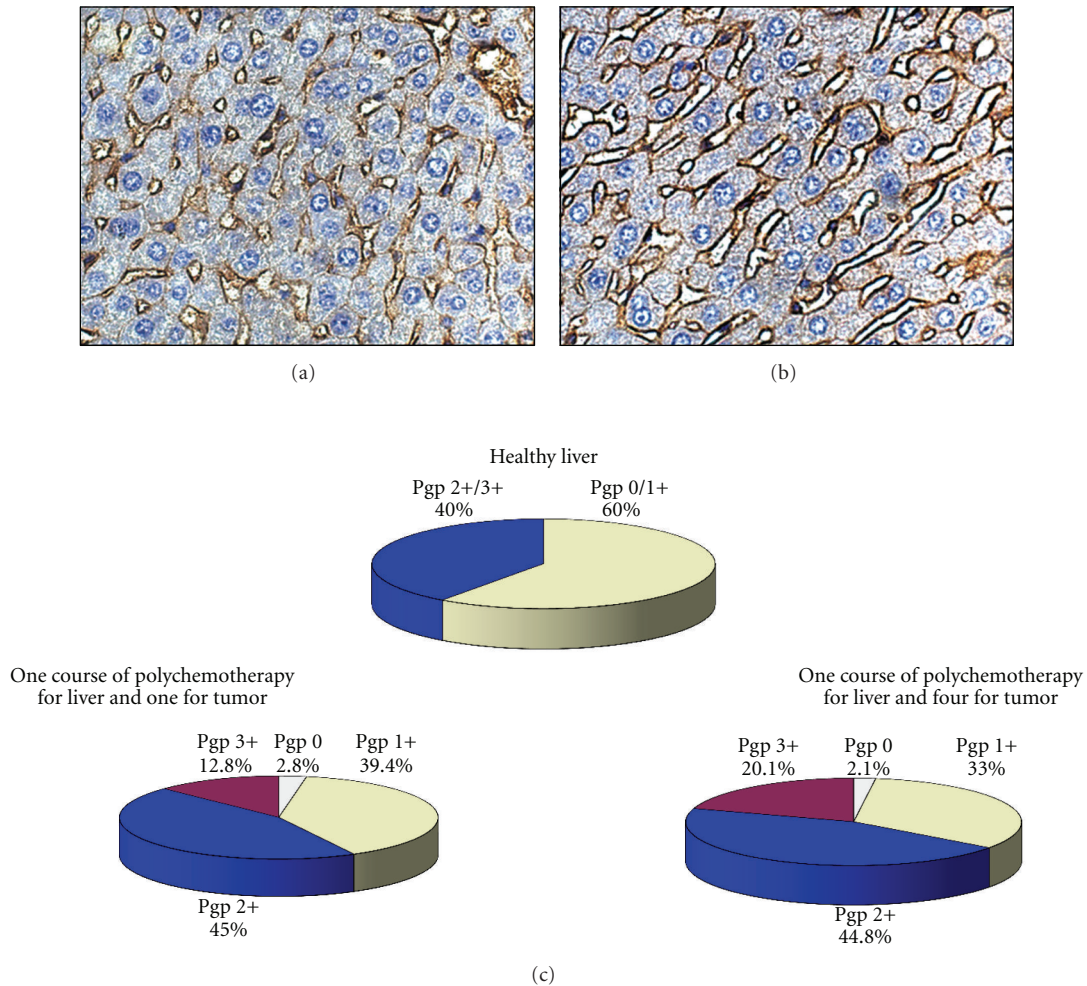 (a)
(b)
Healthy liver
Pgp 2+/3+
40%
Pgp 0/1+
60%
One course of polychemotherapy
for liver and one for tumor
Pgp 3+
12.8%
Pgp 0
2.8%
Pgp 1+
39.4%
Pgp 2+
45%
One course of polychemotherapy
for liver and four for tumor
Pgp 3+
20.1%
Pgp 0
2.1%
Pgp 1+
33%
Pgp 2+
44.8%
(c)